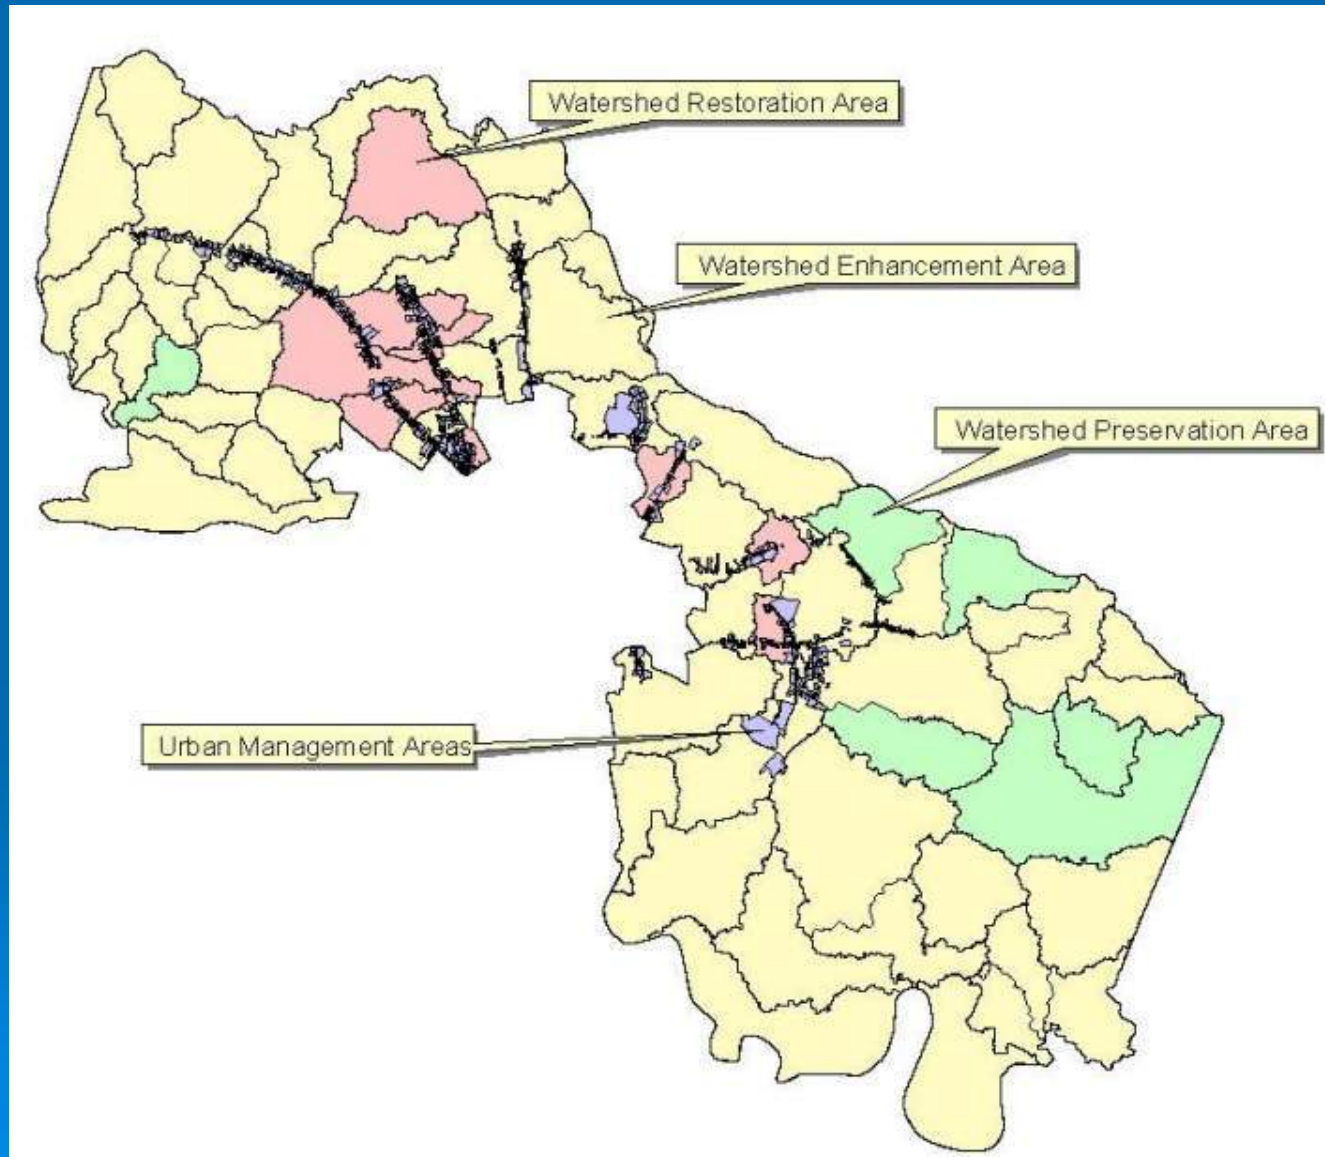 Watershed Restoration Area
Watershed Enhancement Area
Watershed Preservation Area
Urban Management Areas